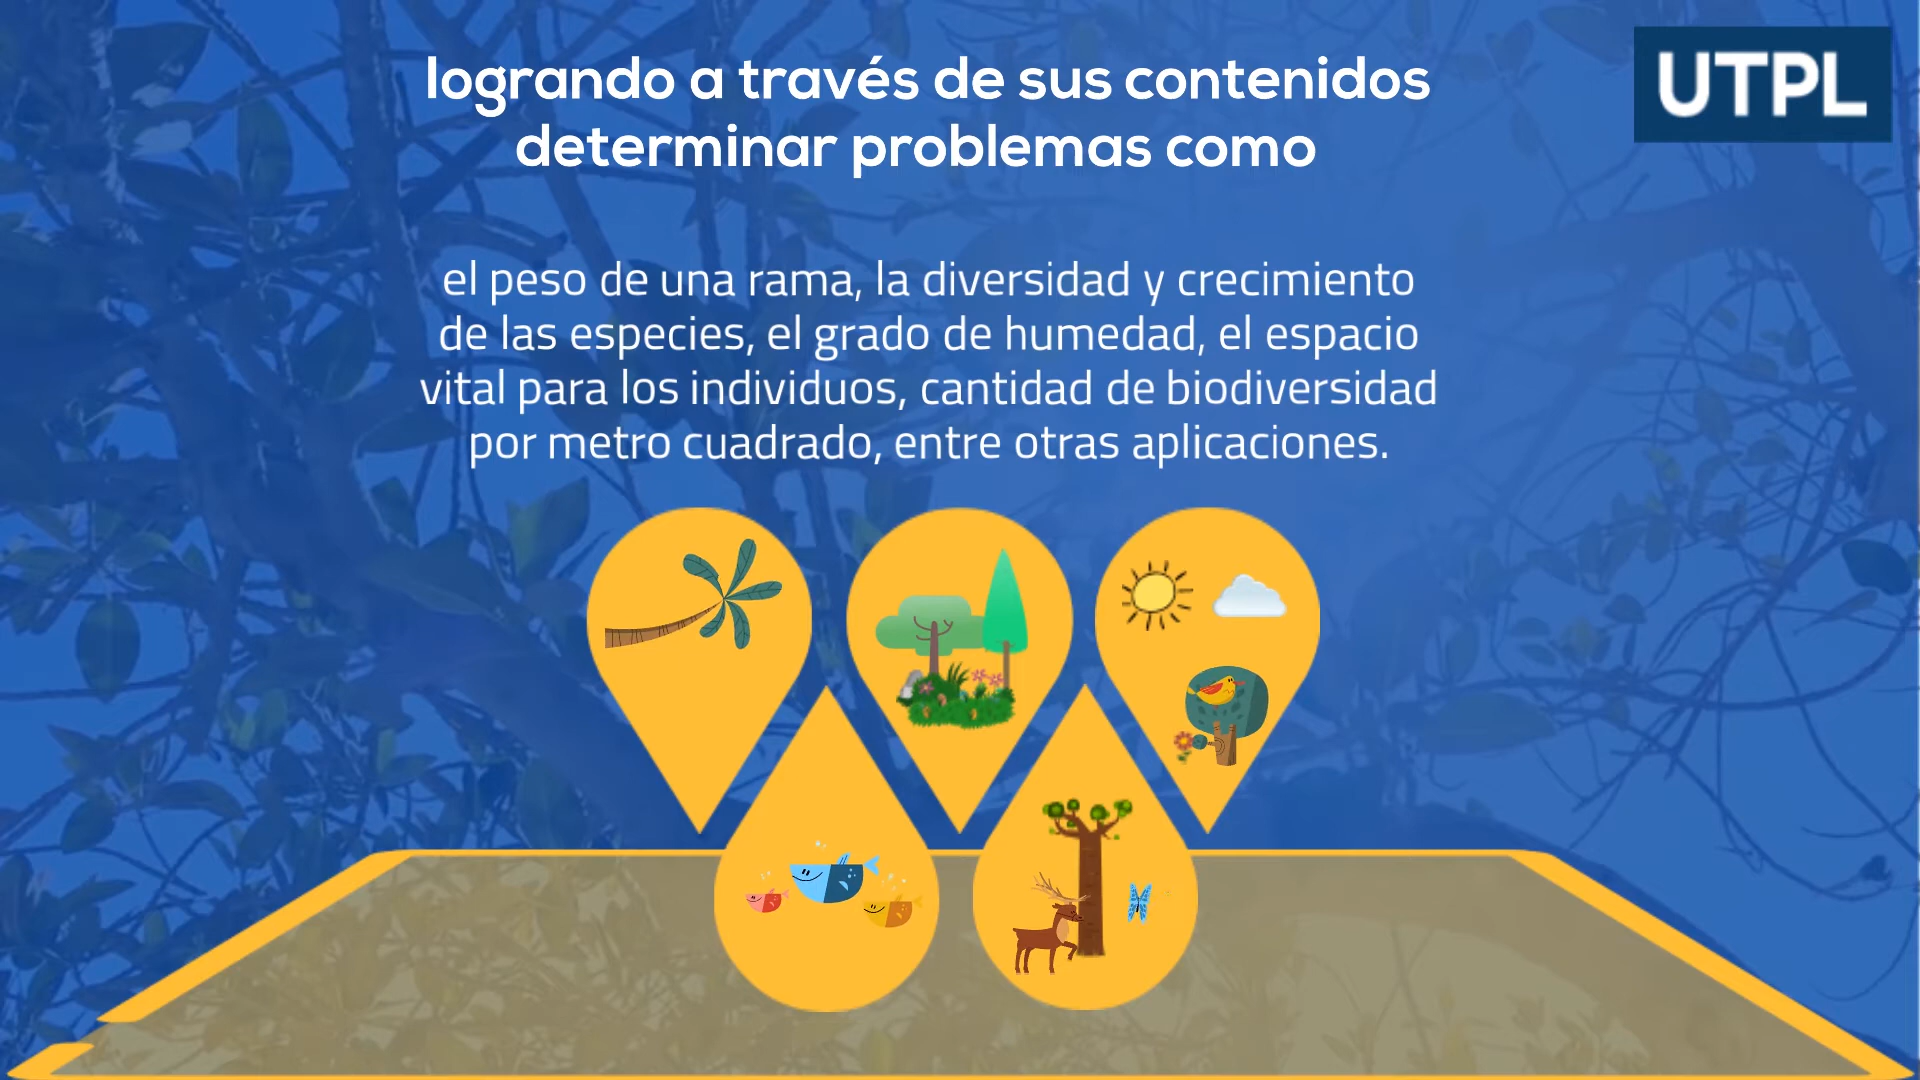 logrando a través de sus contenidos
determinar problemas como
UTPL
el peso de una rama, la diversidad y crecimiento
de las especies, el grado de humedad, el espacio
vital para los individuos, cantidad de biodiversidad
por metro cuadrado, entre otras aplicaciones.